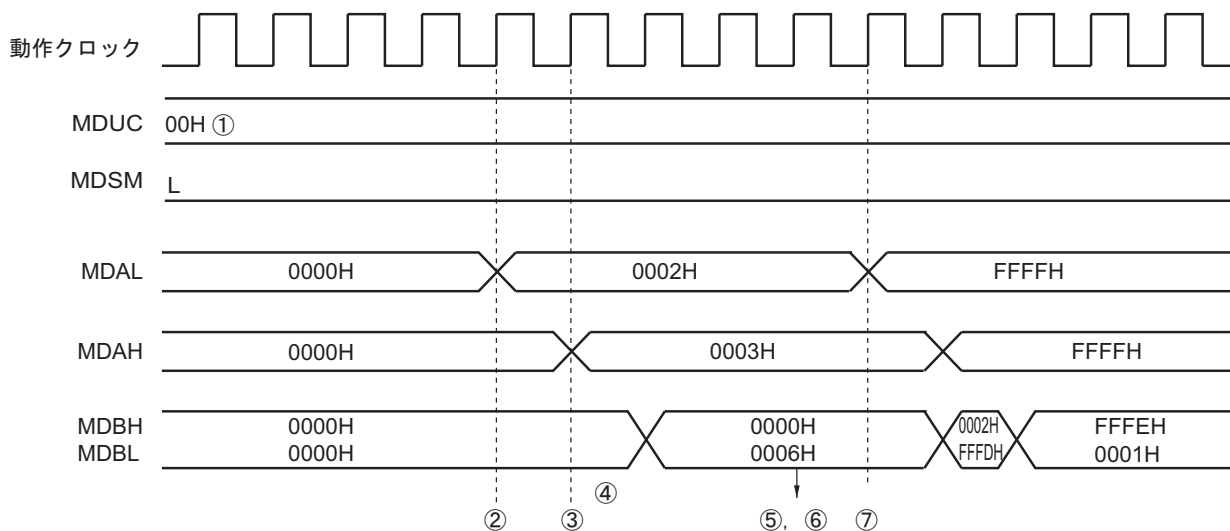 動作クロック
MDUC 00H ①
MDSM L
MDAL 0000H 0002H FFFFH
MDAH 0000H 0003H FFFFH
MDBH 0000H 0000H 0002H FFFEH
MDBL 0000H 0006H FFFDH 0001H
④
② ③ ⑤, ⑥ ⑦